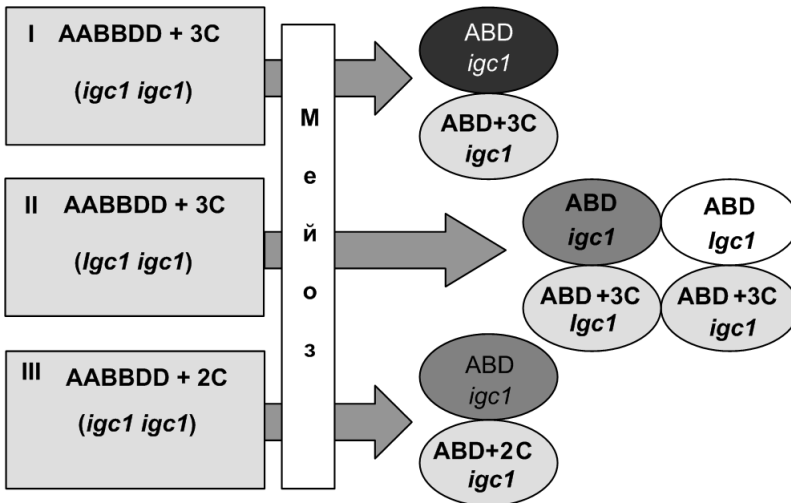 I AABBDD + 3C
(igc1 igc1)
II AABBDD + 3C
(Igc1 igc1)
III AABBDD + 2C
(igc1 igc1)
Мейоз
ABD
igc1
ABD+3C
igc1
ABD
igc1
ABD
Igc1
ABD+3C
Igc1
ABD+3C
igc1
ABD
igc1
ABD+2C
igc1